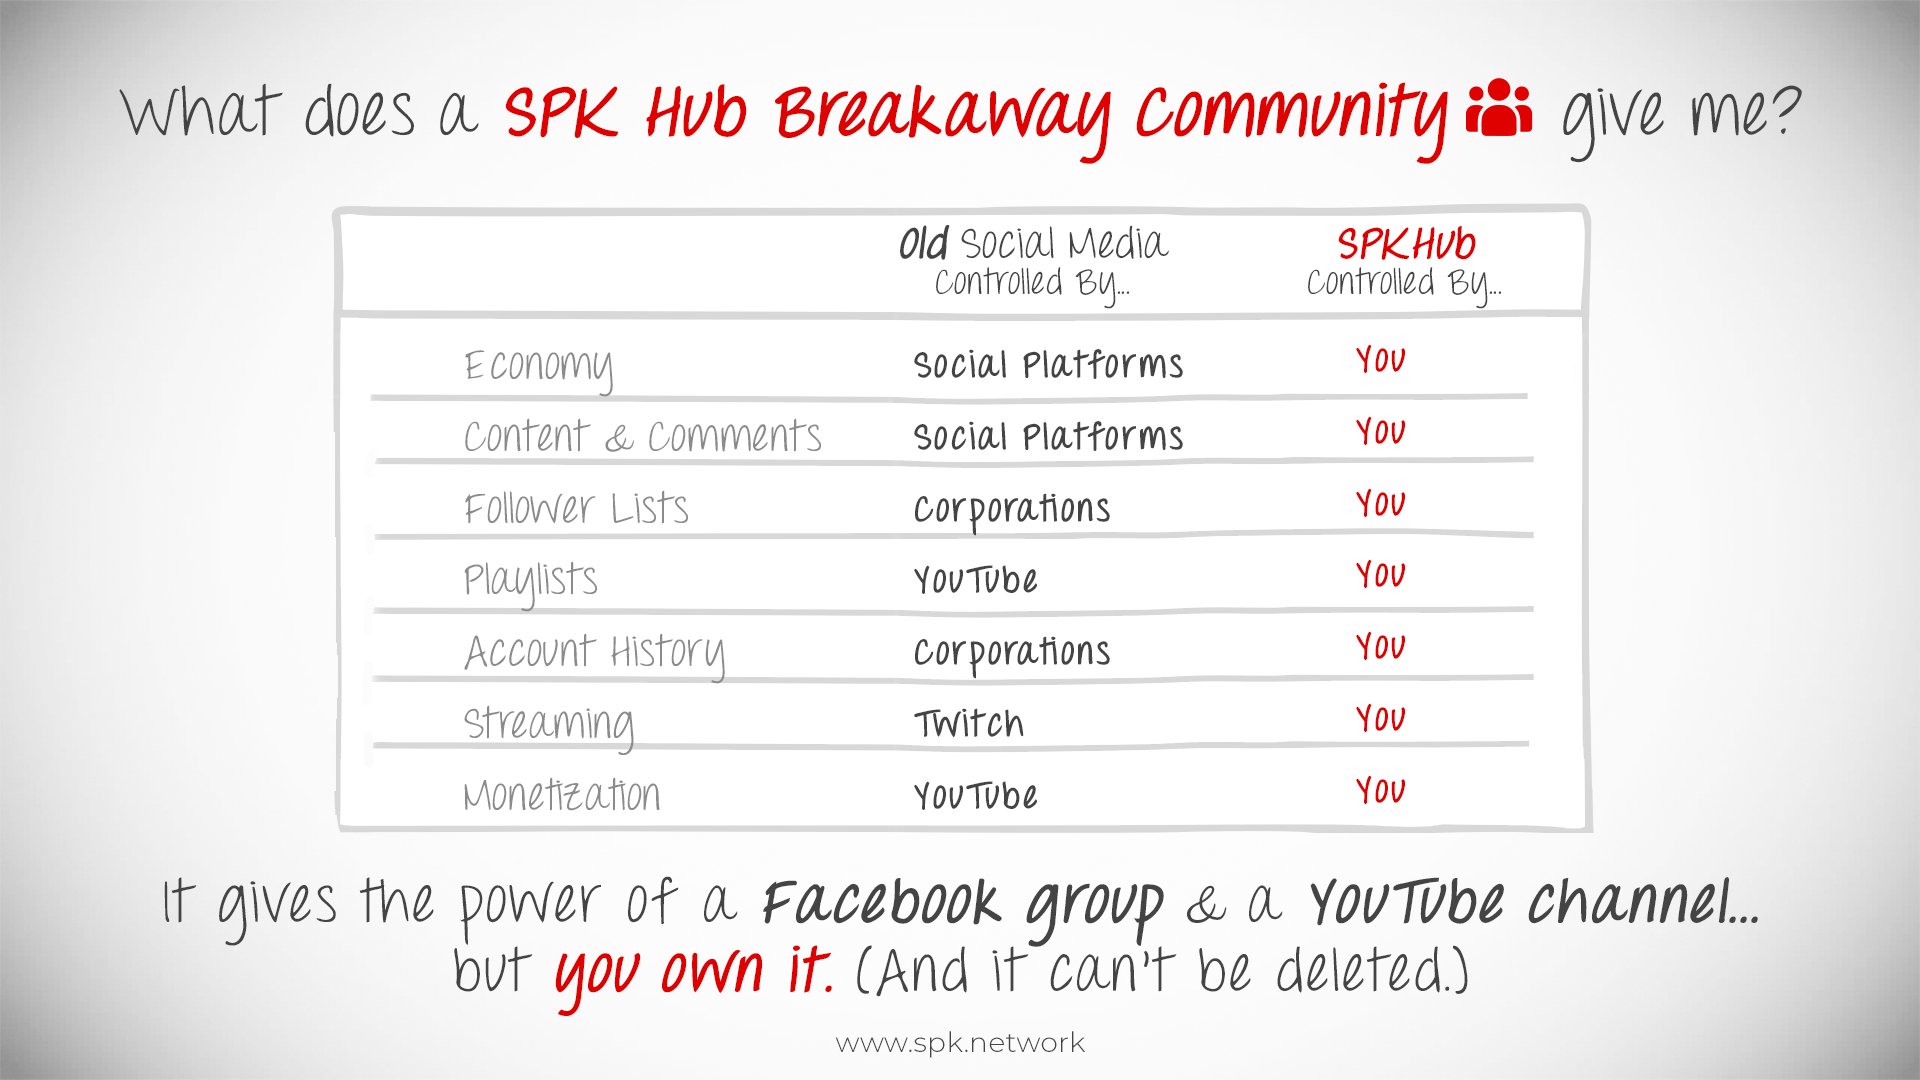 What does a SPK Hub Breakaway Community give me?
Old Social Media SPK Hub
Controlled By... Controlled By...
Economy Social Platforms You
Content & Comments Social Platforms You
Follower Lists Corporations You
Playlists YouTube You
Account History Corporations You
Streaming Twitch You
Monetization YouTube You
It gives the power of a Facebook group & a YouTube channel...
but you own it. (And it can't be deleted.)
www.spk.network